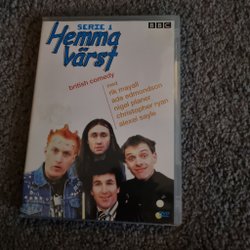 SERIE 1
BBC
Hemma
Värst
british comedy
med
rik mayall
ade edmondson
nigel planer
christopher ryan
alexei sayle